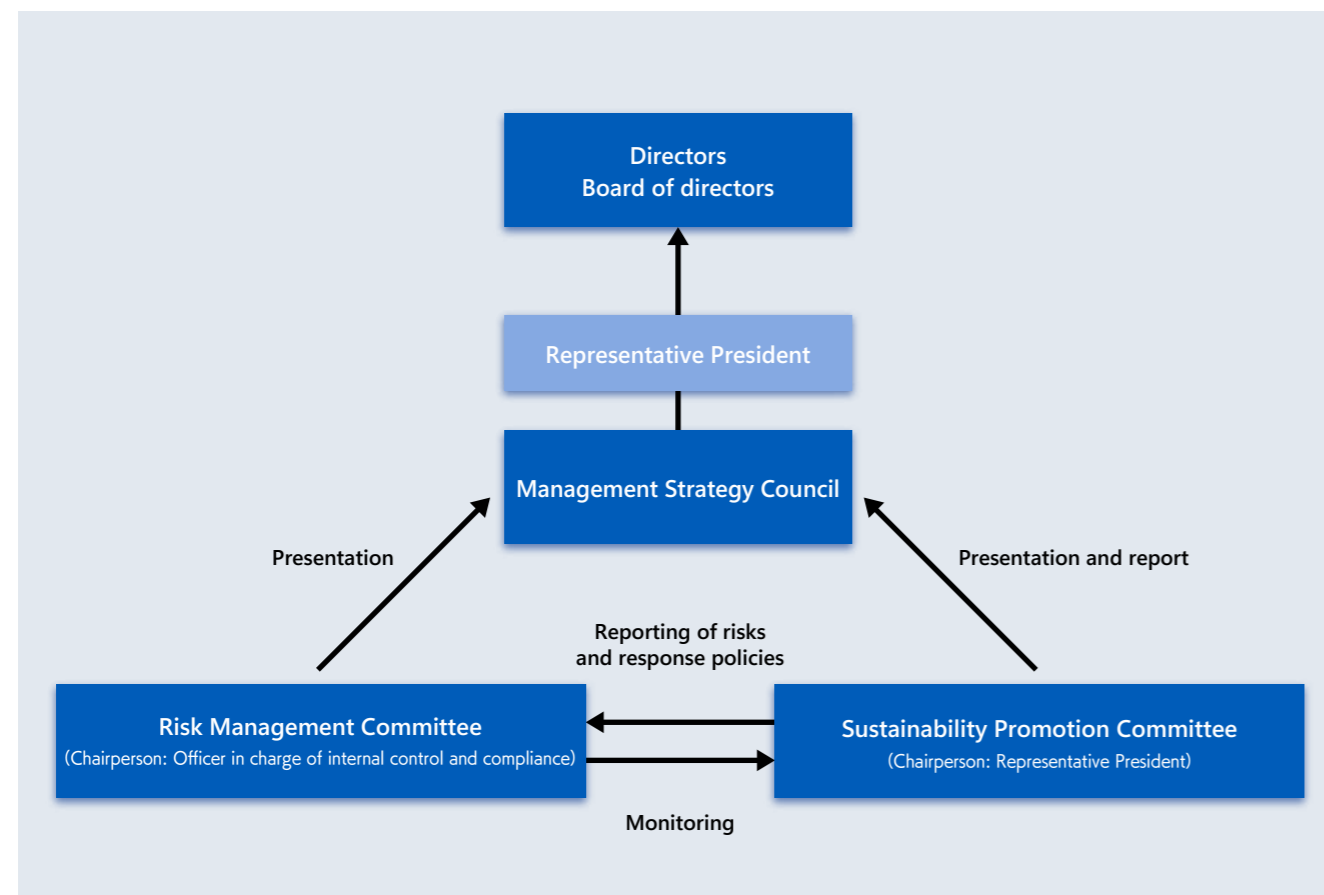 Directors
Board of directors
Representative President
Management Strategy Council
Presentation
Presentation and report
Reporting of risks
and response policies
Risk Management Committee
(Chairperson: Officer in charge of internal control and compliance)
Sustainability Promotion Committee
(Chairperson: Representative President)
Monitoring